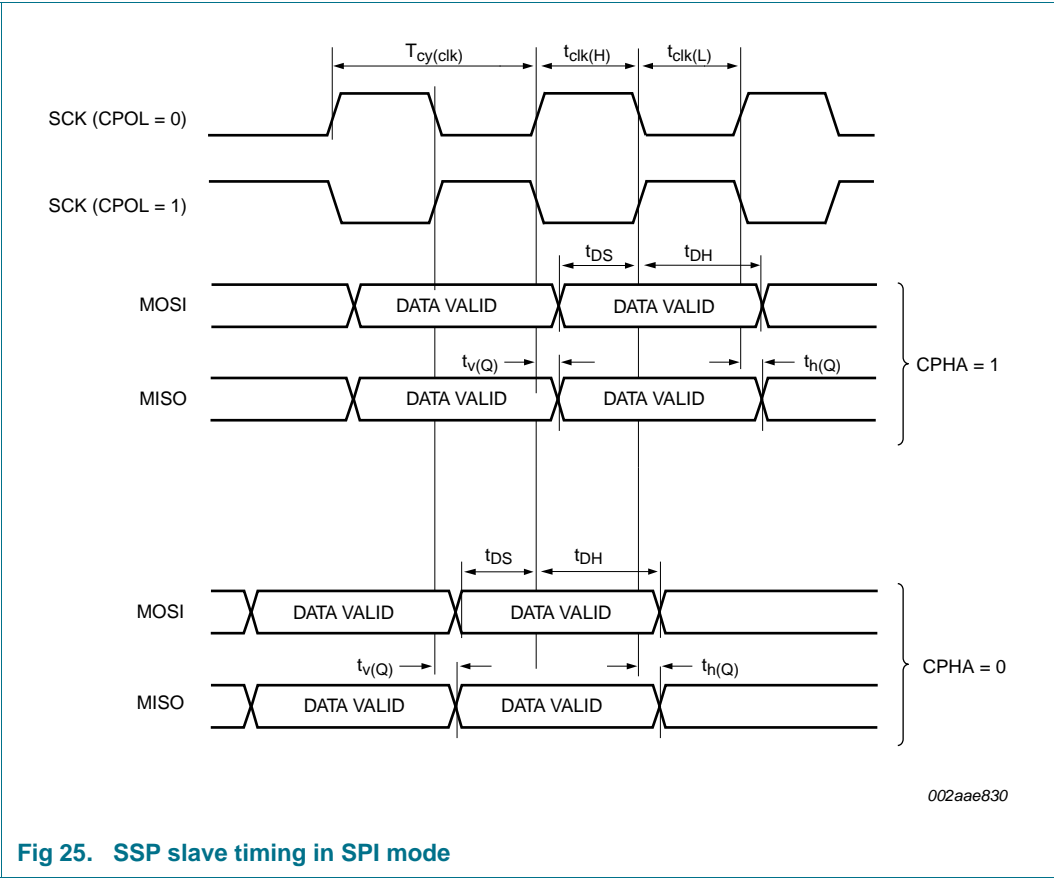 Tcy(clk) tclk(H) tclk(L)
SCK (CPOL = 0)
SCK (CPOL = 1)
tDS tDH
MOSI DATA VALID DATA VALID
tv(Q) th(Q)
CPHA = 1
MISO DATA VALID DATA VALID
tDS tDH
MOSI DATA VALID DATA VALID
tv(Q) th(Q)
CPHA = 0
MISO DATA VALID DATA VALID
002aae830
Fig 25. SSP slave timing in SPI mode